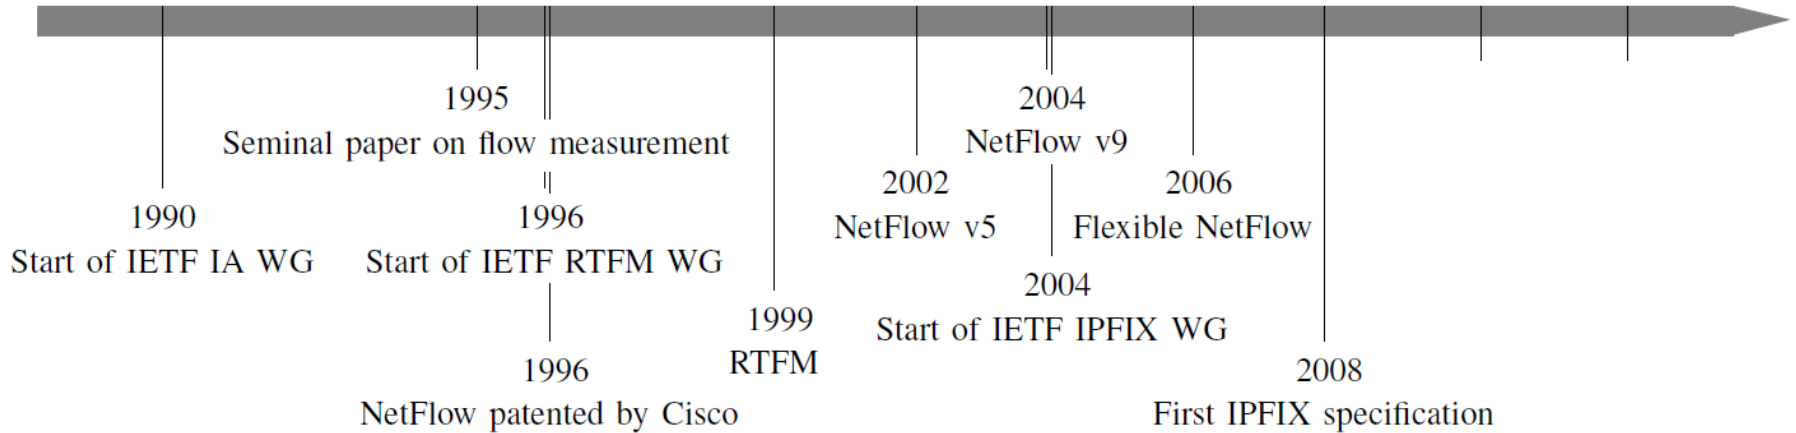 1990
Start of IETF IA WG
1995
Seminal paper on flow measurement
1996
Start of IETF RTFM WG
1996
NetFlow patented by Cisco
1999
RTFM
2002
NetFlow v5
2004
NetFlow v9
2004
Start of IETF IPFIX WG
2006
Flexible NetFlow
2008
First IPFIX specification